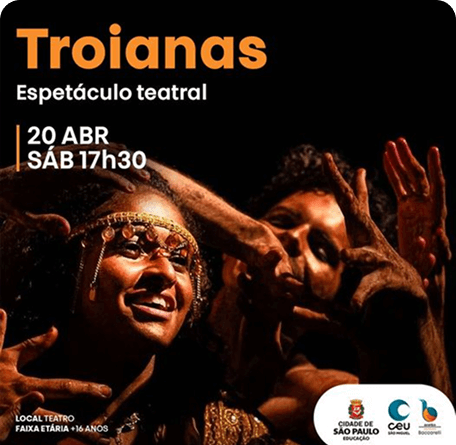 Troianas
Espetáculo teatral
20 ABR
SÁB 17h30
LOCAL TEATRO
FAIXA ETÁRIA +16 ANOS
CIDADE DE
SÃO PAULO
EDUCAÇÃO
CEU
SÃO MIGUEL
Baccarelli